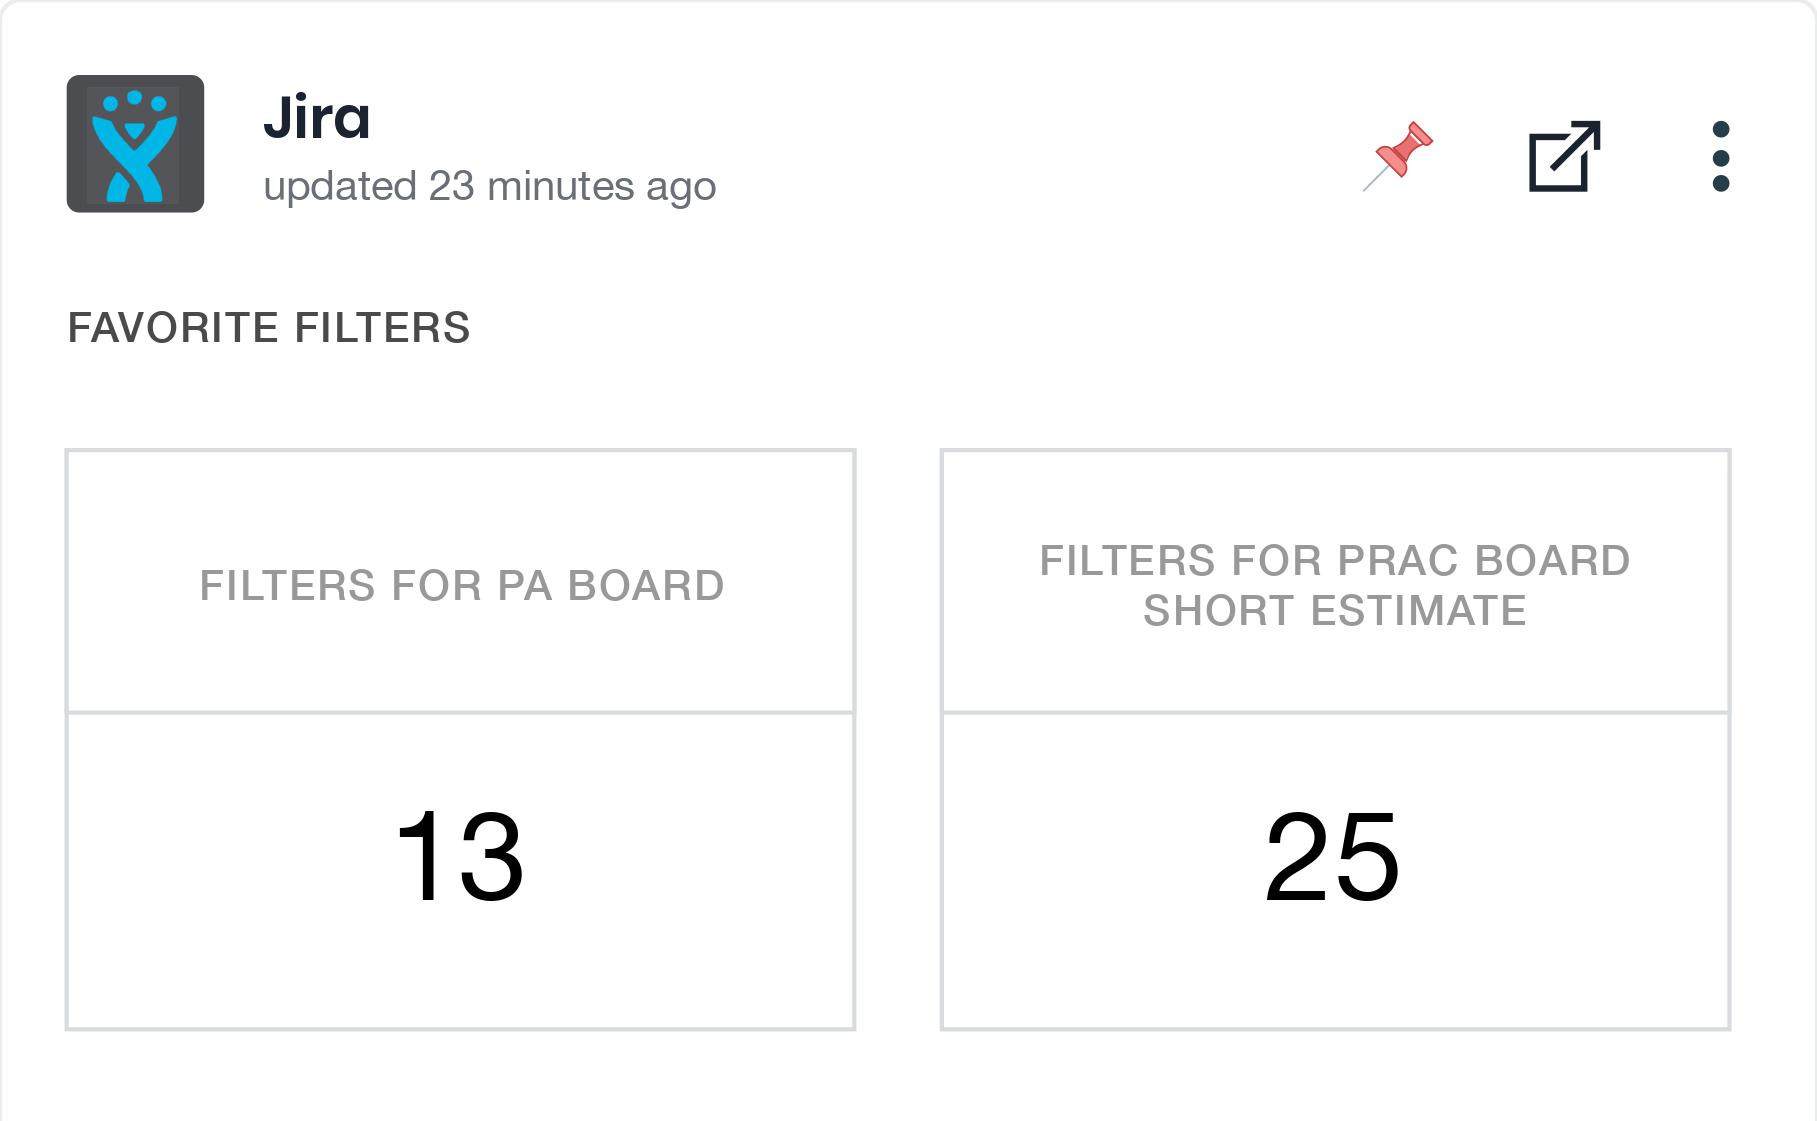 Jira
updated 23 minutes ago
FAVORITE FILTERS
FILTERS FOR PA BOARD
13
FILTERS FOR PRAC BOARD
SHORT ESTIMATE
25